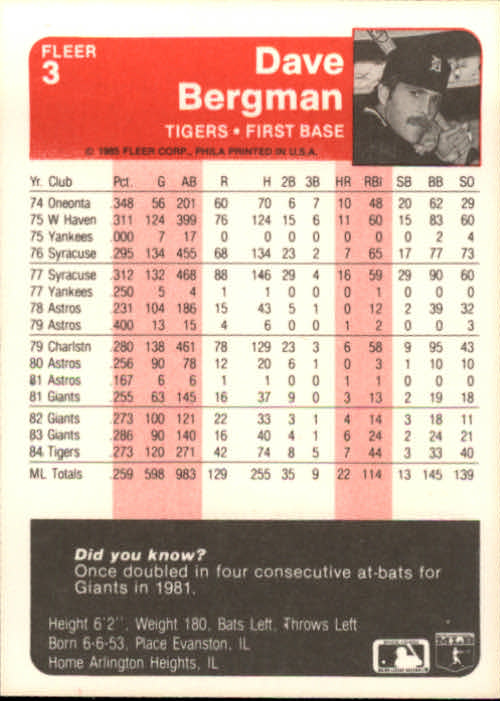 FLEER
3
Dave
Bergman
TIGERS • FIRST BASE
© 1985 FLEER CORP., PHILA PRINTED IN U.S.A.
Yr. Club Pct. G AB R H 2B 3B HR RBI SB BB SO
74 Oneonta .348 56 201 60 70 6 7 10 48 20 62 29
75 W Haven .311 124 399 76 124 15 6 11 60 15 83 60
75 Yankees .000 7 17 0 0 0 0 0 0 0 2 4
76 Syracuse .295 134 455 68 134 23 2 7 65 17 77 73
77 Syracuse .312 132 468 88 146 29 4 16 59 29 90 60
77 Yankees .250 5 4 1 1 0 0 0 1 0 0 0
78 Astros .231 104 186 15 43 5 1 0 12 2 39 32
79 Astros .400 13 15 4 6 0 0 1 2 0 0 3
79 Charlstn .280 138 461 78 129 23 3 6 58 9 95 43
80 Astros .256 90 78 12 20 6 1 0 3 1 10 10
81 Astros .167 6 6 1 1 0 0 1 1 0 0 0
81 Giants .255 63 145 16 37 9 0 3 13 2 19 18
82 Giants .273 100 121 22 33 3 1 4 14 3 18 11
83 Giants .286 90 140 16 40 4 1 6 24 2 24 21
84 Tigers .273 120 271 42 74 8 5 7 44 3 33 40
ML Totals .259 598 983 129 255 35 9 22 114 13 145 139
Did you know?
Once doubled in four consecutive at-bats for
Giants in 1981.
Height 6'2", Weight 180, Bats Left, Throws Left
Born 6-6-53, Place Evanston, IL
Home Arlington Heights, IL